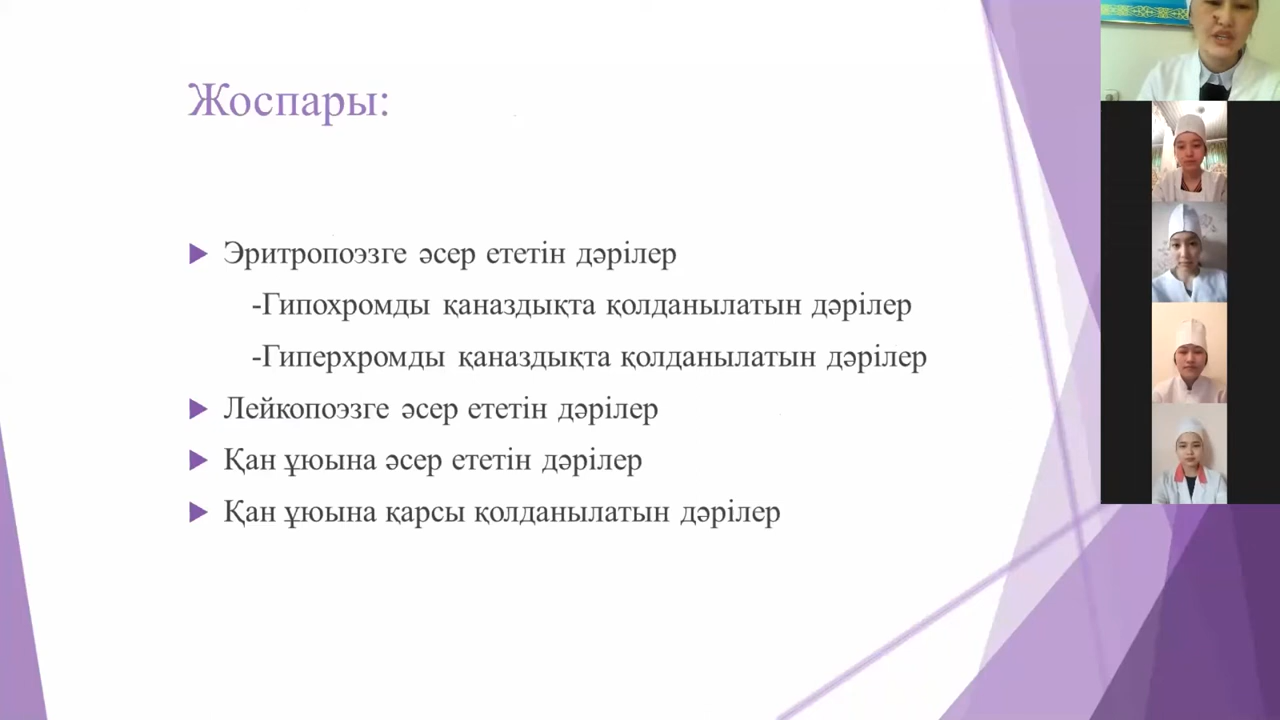 Жоспары:
Эритропоэзге әсер ететін дәрілер
-Гипохромды қаназдықта қолданылатын дәрілер
-Гиперхромды қаназдықта қолданылатын дәрілер
Лейкопоэзге әсер ететін дәрілер
Қан ұюына әсер ететін дәрілер
Қан ұюына қарсы қолданылатын дәрілер